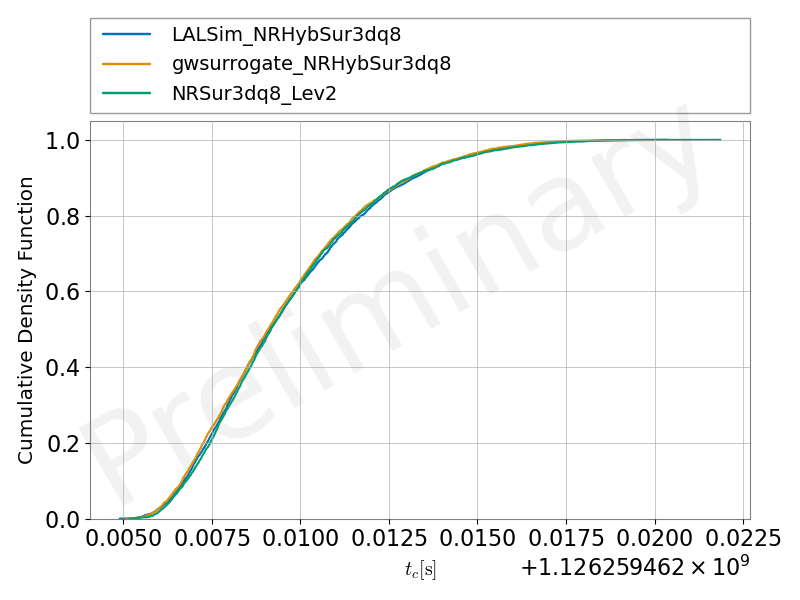 LALSim_NRHybSur3dq8
gwsurrogate_NRHybSur3dq8
NRSur3dq8_Lev2
Preliminary
Cumulative Density Function
1.0
0.8
0.6
0.4
0.2
0.0
0.0050 0.0075 0.0100 0.0125 0.0150 0.0175 0.0200 0.0225
t_c[s]
+1.126259462 × 10⁹